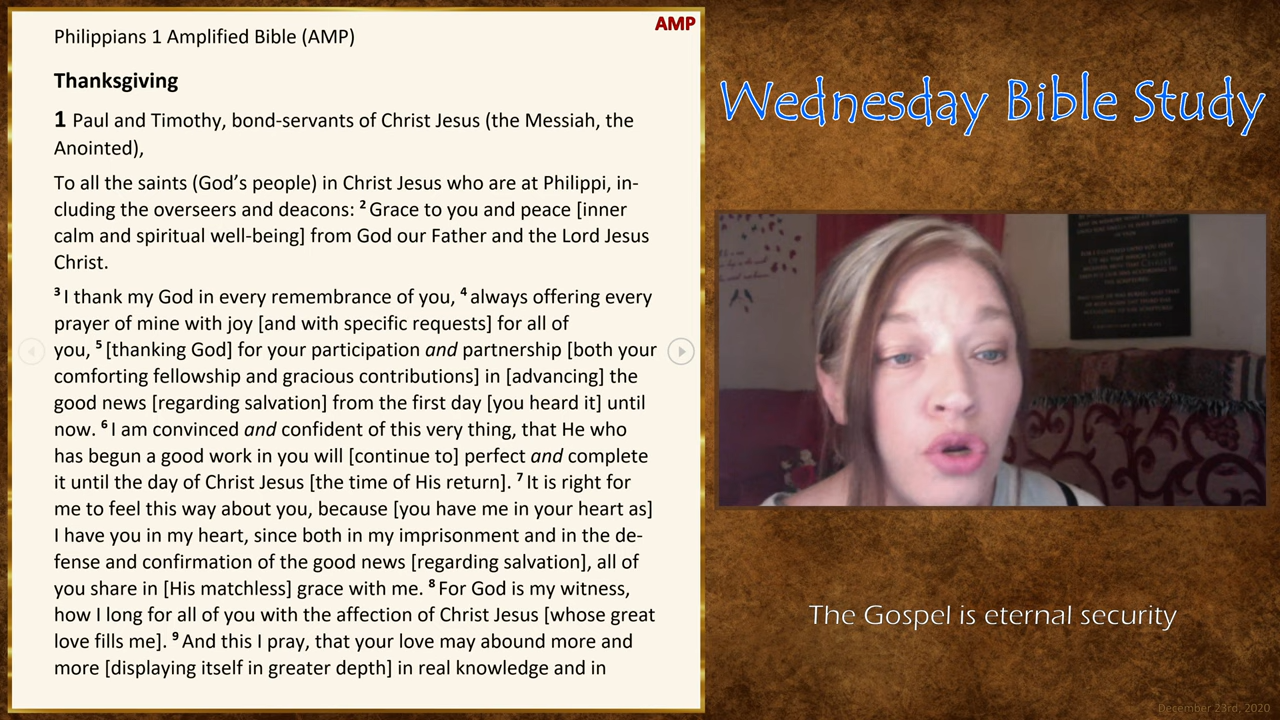 AMP
Philippians 1 Amplified Bible (AMP)
Thanksgiving
1 Paul and Timothy, bond-servants of Christ Jesus (the Messiah, the
Anointed),
To all the saints (God’s people) in Christ Jesus who are at Philippi, in-
cluding the overseers and deacons: 2 Grace to you and peace [inner
calm and spiritual well-being] from God our Father and the Lord Jesus
Christ.
3 I thank my God in every remembrance of you, 4 always offering every
prayer of mine with joy [and with specific requests] for all of
you, 5 [thanking God] for your participation and partnership [both your
comforting fellowship and gracious contributions] in [advancing] the
good news [regarding salvation] from the first day [you heard it] until
now. 6 I am convinced and confident of this very thing, that He who
has begun a good work in you will [continue to] perfect and complete
it until the day of Christ Jesus [the time of His return]. 7 It is right for
me to feel this way about you, because [you have me in your heart as]
I have you in my heart, since both in my imprisonment and in the de-
fense and confirmation of the good news [regarding salvation], all of
you share in [His matchless] grace with me. 8 For God is my witness,
how I long for all of you with the affection of Christ Jesus [whose great
love fills me]. 9 And this I pray, that your love may abound more and
more [displaying itself in greater depth] in real knowledge and in
Wednesday Bible Study
The Gospel is eternal security
December 23rd, 2020